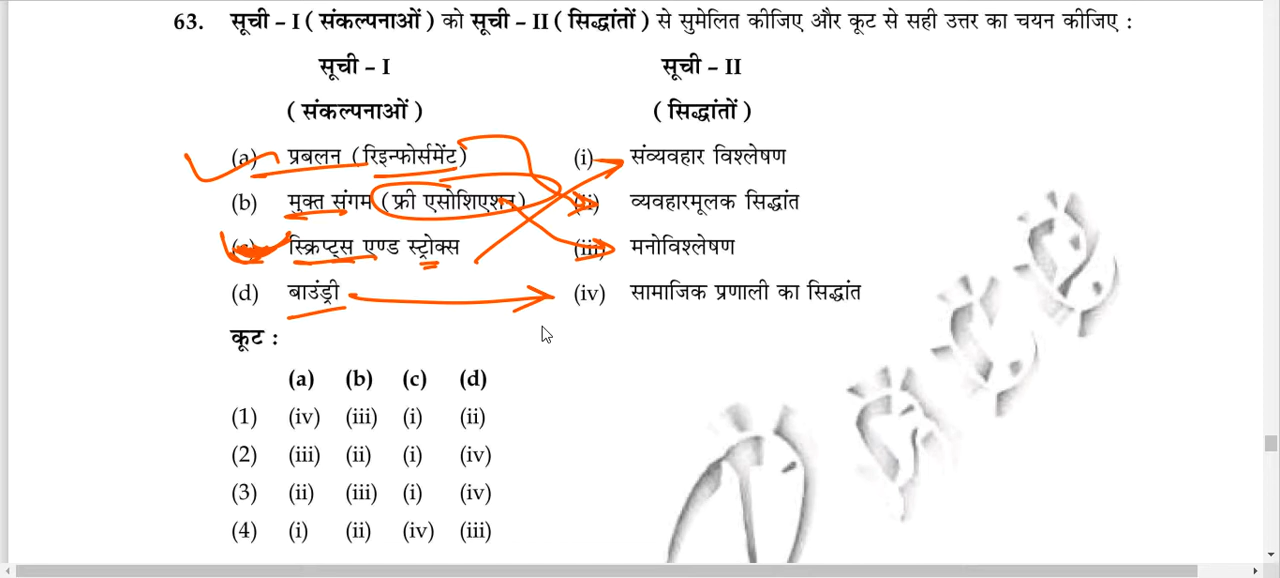 63. सूची – I ( संकल्पनाओं ) को सूची – II ( सिद्धांतों ) से सुमेलित कीजिए और कूट से सही उत्तर का चयन कीजिए :
सूची – I सूची – II
( संकल्पनाओं ) ( सिद्धांतों )
(a) प्रबलन (रिइन्फोर्समेंट) (i) संव्यवहार विश्लेषण
(b) मुक्त संगम (फ्री एसोशिएशन) (ii) व्यवहारमूलक सिद्धांत
(c) स्क्रिप्ट्स एण्ड स्ट्रोक्स (iii) मनोविश्लेषण
(d) बाउंड्री (iv) सामाजिक प्रणाली का सिद्धांत
कूट :
(a) (b) (c) (d)
(1) (iv) (iii) (i) (ii)
(2) (iii) (ii) (i) (iv)
(3) (ii) (iii) (i) (iv)
(4) (i) (ii) (iv) (iii)